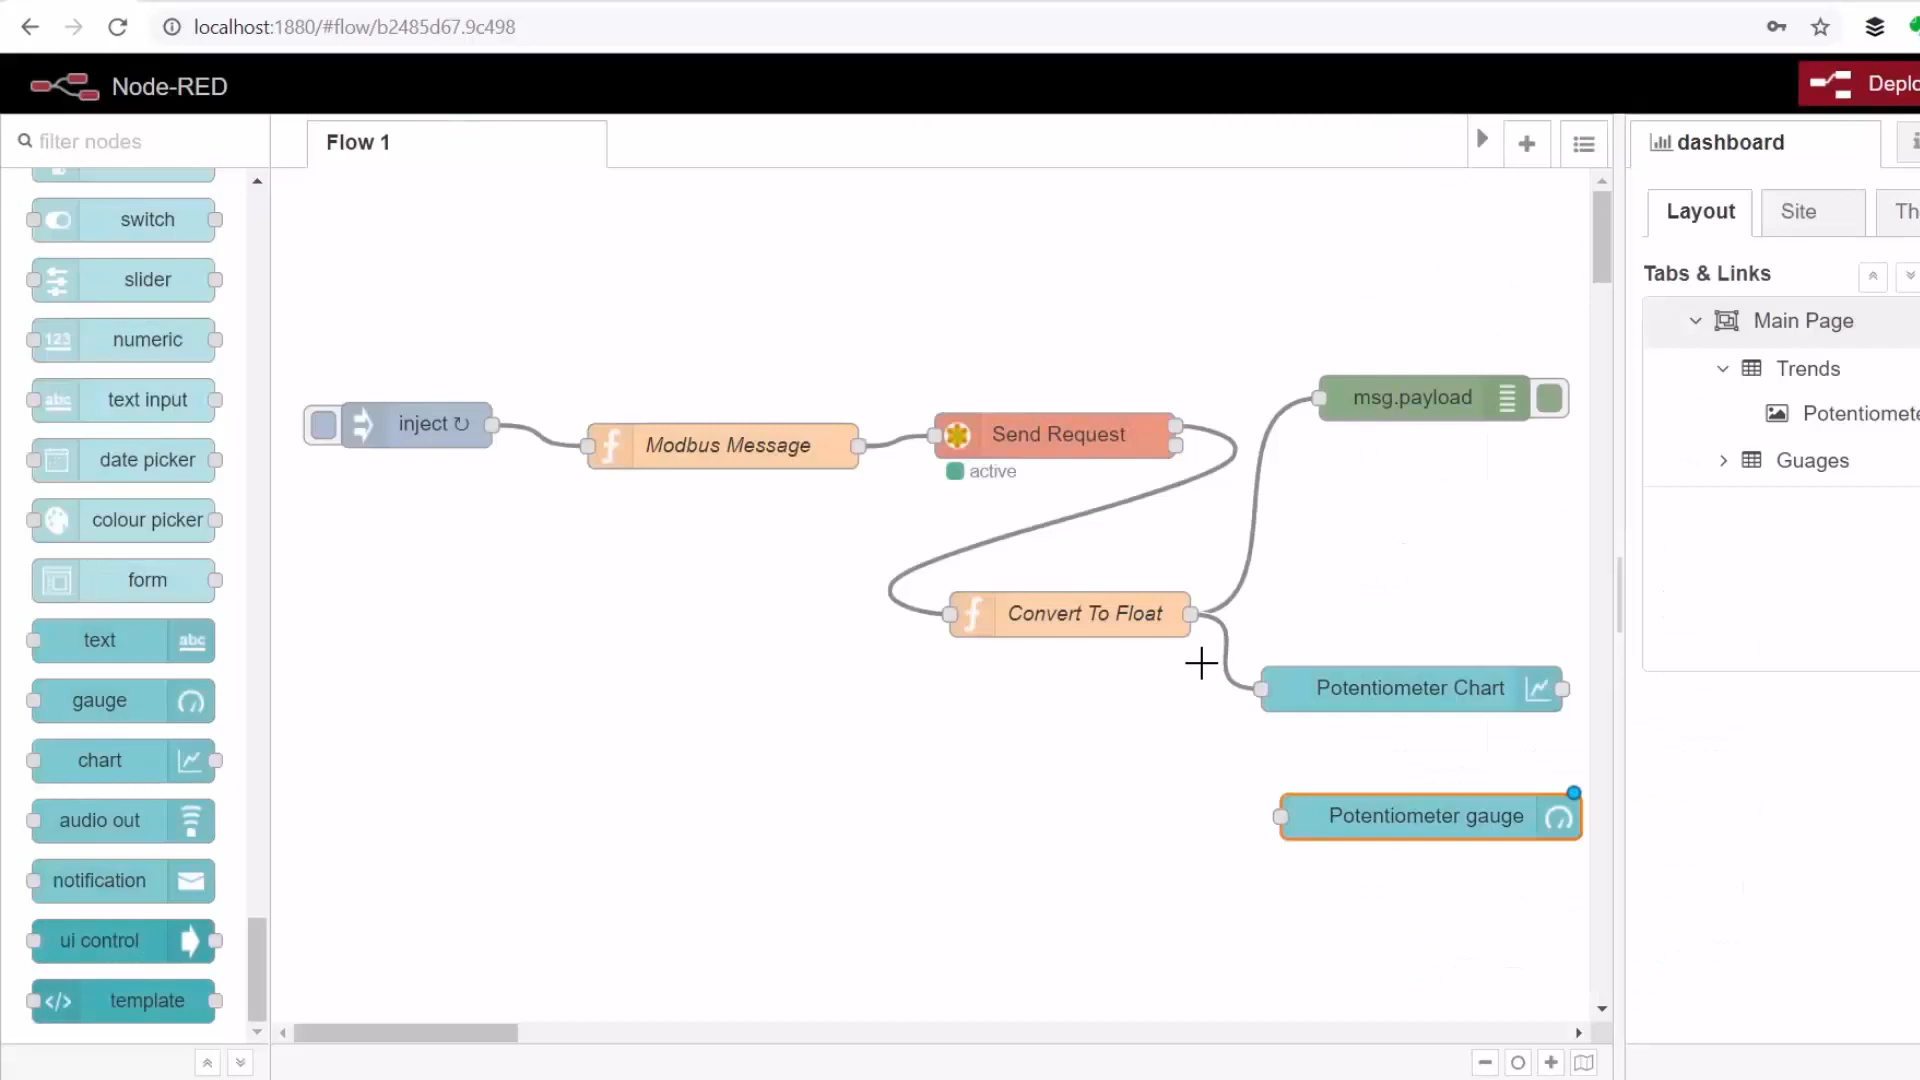 localhost:1880/#flow/b2485d67.9c498
Node-RED
Deplo
filter nodes
Flow 1
dashboard
switch
slider
123 numeric
abc text input
date picker
colour picker
form
text abc
gauge
chart
audio out
notification
ui control
</> template
inject ↻
Modbus Message
Send Request
active
msg.payload
Convert To Float
Potentiometer Chart
Potentiometer gauge
Layout
Site
Th
Tabs & Links
Main Page
Trends
Potentiomete
Guages